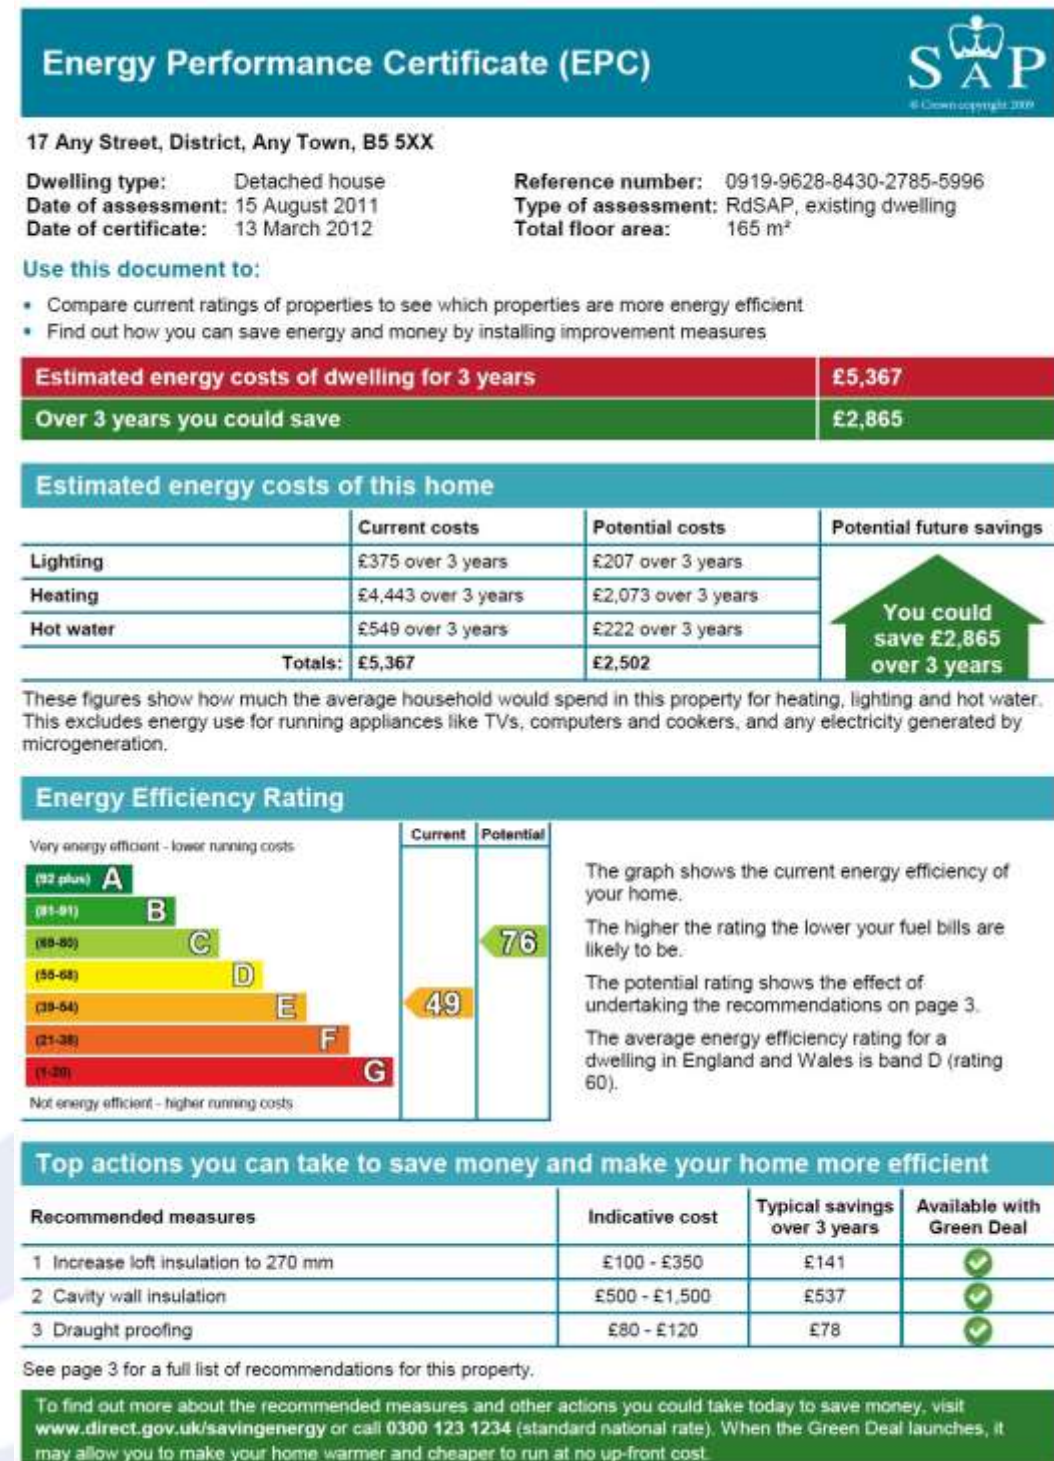 Energy Performance Certificate (EPC)
SAP
© Crown copyright 2009
17 Any Street, District, Any Town, B5 5XX
Dwelling type: Detached house
Date of assessment: 15 August 2011
Date of certificate: 13 March 2012
Reference number: 0919-9628-8430-2785-5996
Type of assessment: RdSAP, existing dwelling
Total floor area: 165 m²
Use this document to:
• Compare current ratings of properties to see which properties are more energy efficient
• Find out how you can save energy and money by installing improvement measures
Estimated energy costs of dwelling for 3 years £5,367
Over 3 years you could save £2,865
Estimated energy costs of this home
Current costs Potential costs Potential future savings
Lighting £375 over 3 years £207 over 3 years
Heating £4,443 over 3 years £2,073 over 3 years
Hot water £549 over 3 years £222 over 3 years
Totals: £5,367 £2,502
You could
save £2,865
over 3 years
These figures show how much the average household would spend in this property for heating, lighting and hot water.
This excludes energy use for running appliances like TVs, computers and cookers, and any electricity generated by
microgeneration.
Energy Efficiency Rating
Current Potential
Very energy efficient - lower running costs
(92 plus) A
(81-91) B
(69-80) C
(55-68) D
(39-54) E
(21-38) F
(1-20) G
76
49
Not energy efficient - higher running costs
The graph shows the current energy efficiency of
your home.
The higher the rating the lower your fuel bills are
likely to be.
The potential rating shows the effect of
undertaking the recommendations on page 3.
The average energy efficiency rating for a
dwelling in England and Wales is band D (rating
60).
Top actions you can take to save money and make your home more efficient
Recommended measures Indicative cost Typical savings over 3 years Available with Green Deal
1 Increase loft insulation to 270 mm £100 - £350 £141
2 Cavity wall insulation £500 - £1,500 £537
3 Draught proofing £80 - £120 £78
See page 3 for a full list of recommendations for this property.
To find out more about the recommended measures and other actions you could take today to save money, visit
www.direct.gov.uk/savingenergy or call 0300 123 1234 (standard national rate). When the Green Deal launches, it
may allow you to make your home warmer and cheaper to run at no up-front cost.